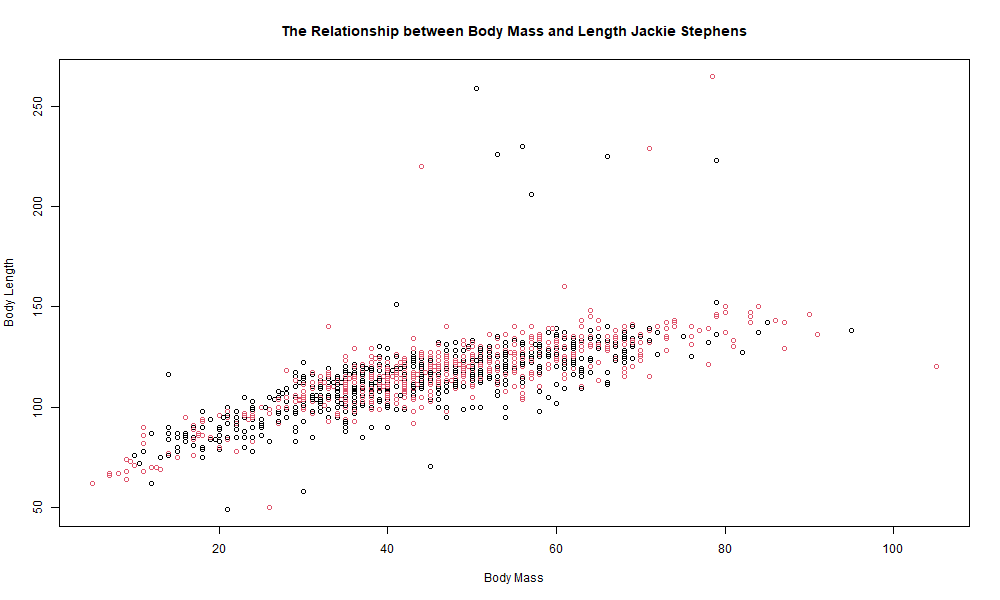 The Relationship between Body Mass and Length Jackie Stephens
250
200
150
100
50
Body Length
20 40 60 80 100
Body Mass